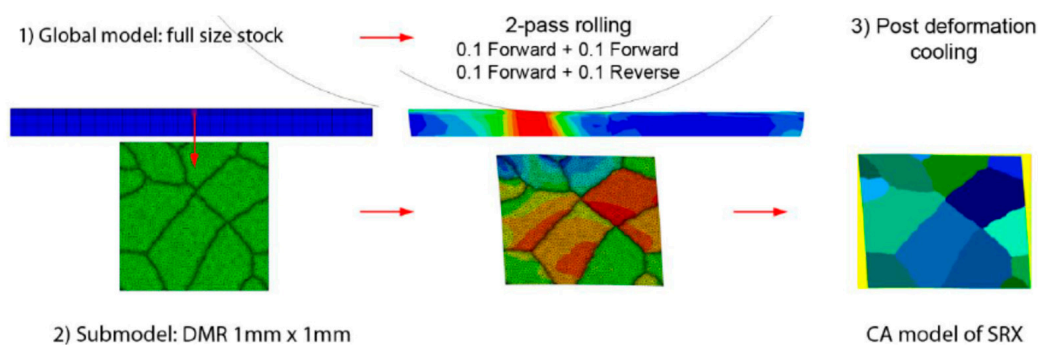 1) Global model: full size stock
2-pass rolling
0.1 Forward + 0.1 Forward
0.1 Forward + 0.1 Reverse
3) Post deformation
cooling
2) Submodel: DMR 1mm x 1mm
CA model of SRX